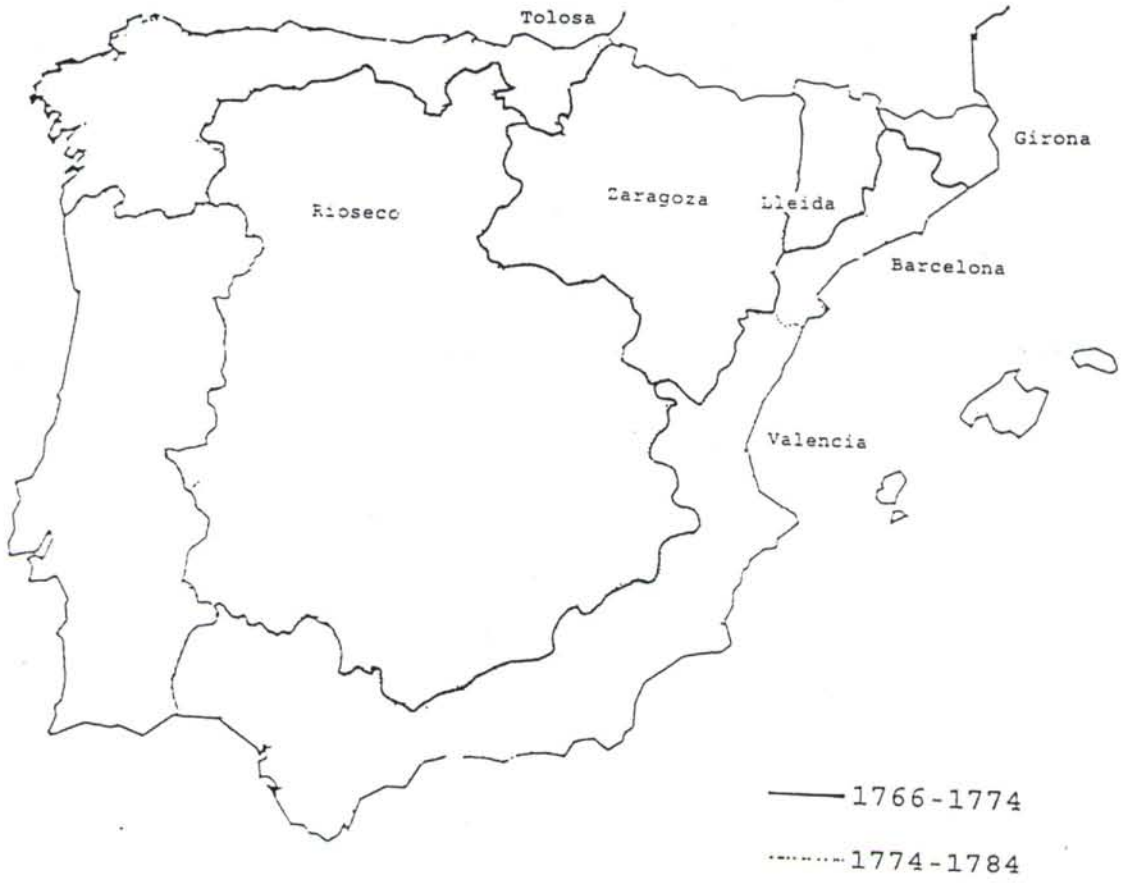 Tolosa
Girona
Zaragoza
Lleida
Rioseco
Barcelona
Valencia
1766-1774
1774-1784